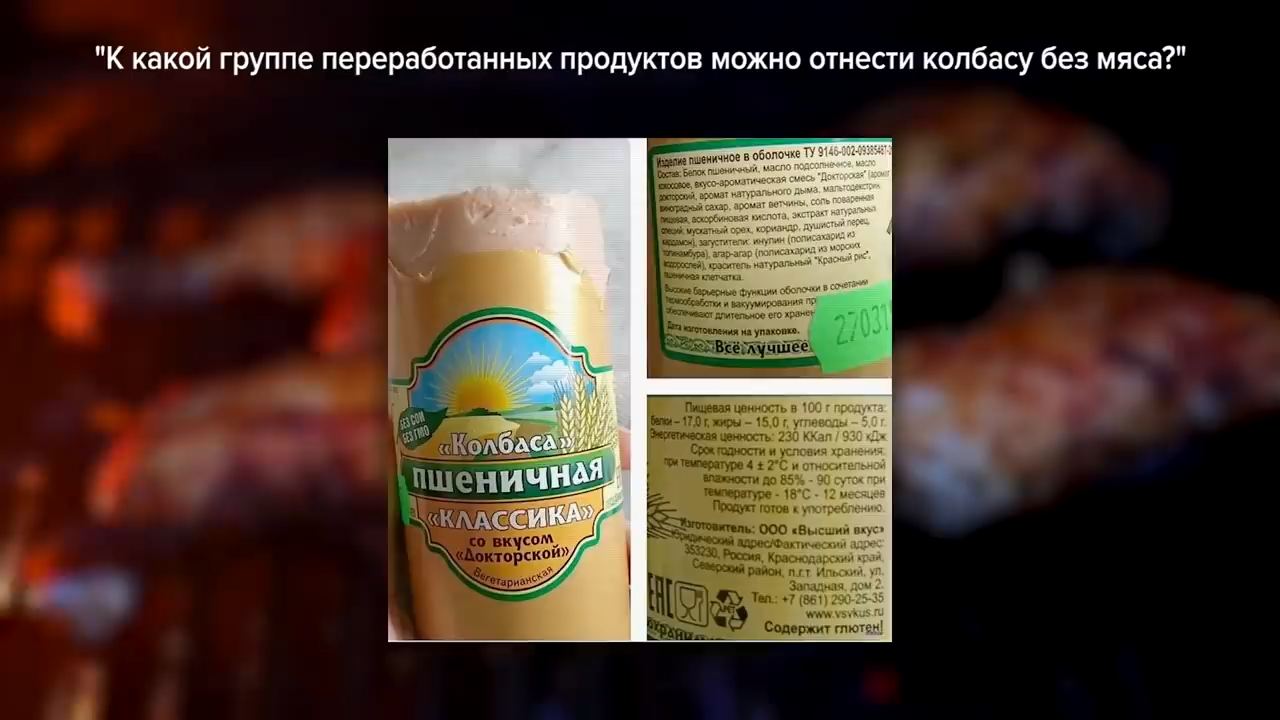 "К какой группе переработанных продуктов можно отнести колбасу без мяса?"
БЕЗ СОИ
БЕЗ ГМО
«Колбаса»
пшеничная
«КЛАССИКА»
со вкусом
«Докторской»
Вегетарианская
Изделие пшеничное в оболочке ТУ 9146-002-09385487-2
Состав: Белок пшеничный, масло подсолнечное, масло
кокосовое, вкусо-ароматическая смесь "Докторская" (аромат
докторский, аромат натурального дыма, мальтодекстрин
виноградный сахар, аромат ветчины, соль поваренная
пищевая, аскорбиновая кислота, экстракт натуральных
специй: мускатный орех, кориандр, душистый перец,
кардамон), загустители: инулин (полисахарид из
топинамбура), агар-агар (полисахарид из морских
водорослей), краситель натуральный "Красный рис",
пшеничная клетчатка.
Высокие барьерные функции оболочки в сочетании
термообработки и вакуумирования
обеспечивают длительное его
Дата изготовления на упаковке.
Всё лучшее
27031
Пищевая ценность в 100 г продукта:
белки – 17,0 г, жиры – 15,0 г, углеводы – 5,0 г.
Энергетическая ценность: 230 ККал / 930 кДж
Срок годности и условия хранения:
при температуре 4 ± 2°С и относительной
влажности до 85% - 90 суток при
температуре - 18°С - 12 месяцев
Продукт готов к употреблению.
Изготовитель: ООО «Высший вкус»
Юридический адрес/Фактический адрес:
353230, Россия, Краснодарский край,
Северский район, п.г.т. Ильский, ул.
Западная, дом 2.
Тел.: +7 (861) 290-25-35
www.vsvkus.ru
Содержит глютен!
EAC